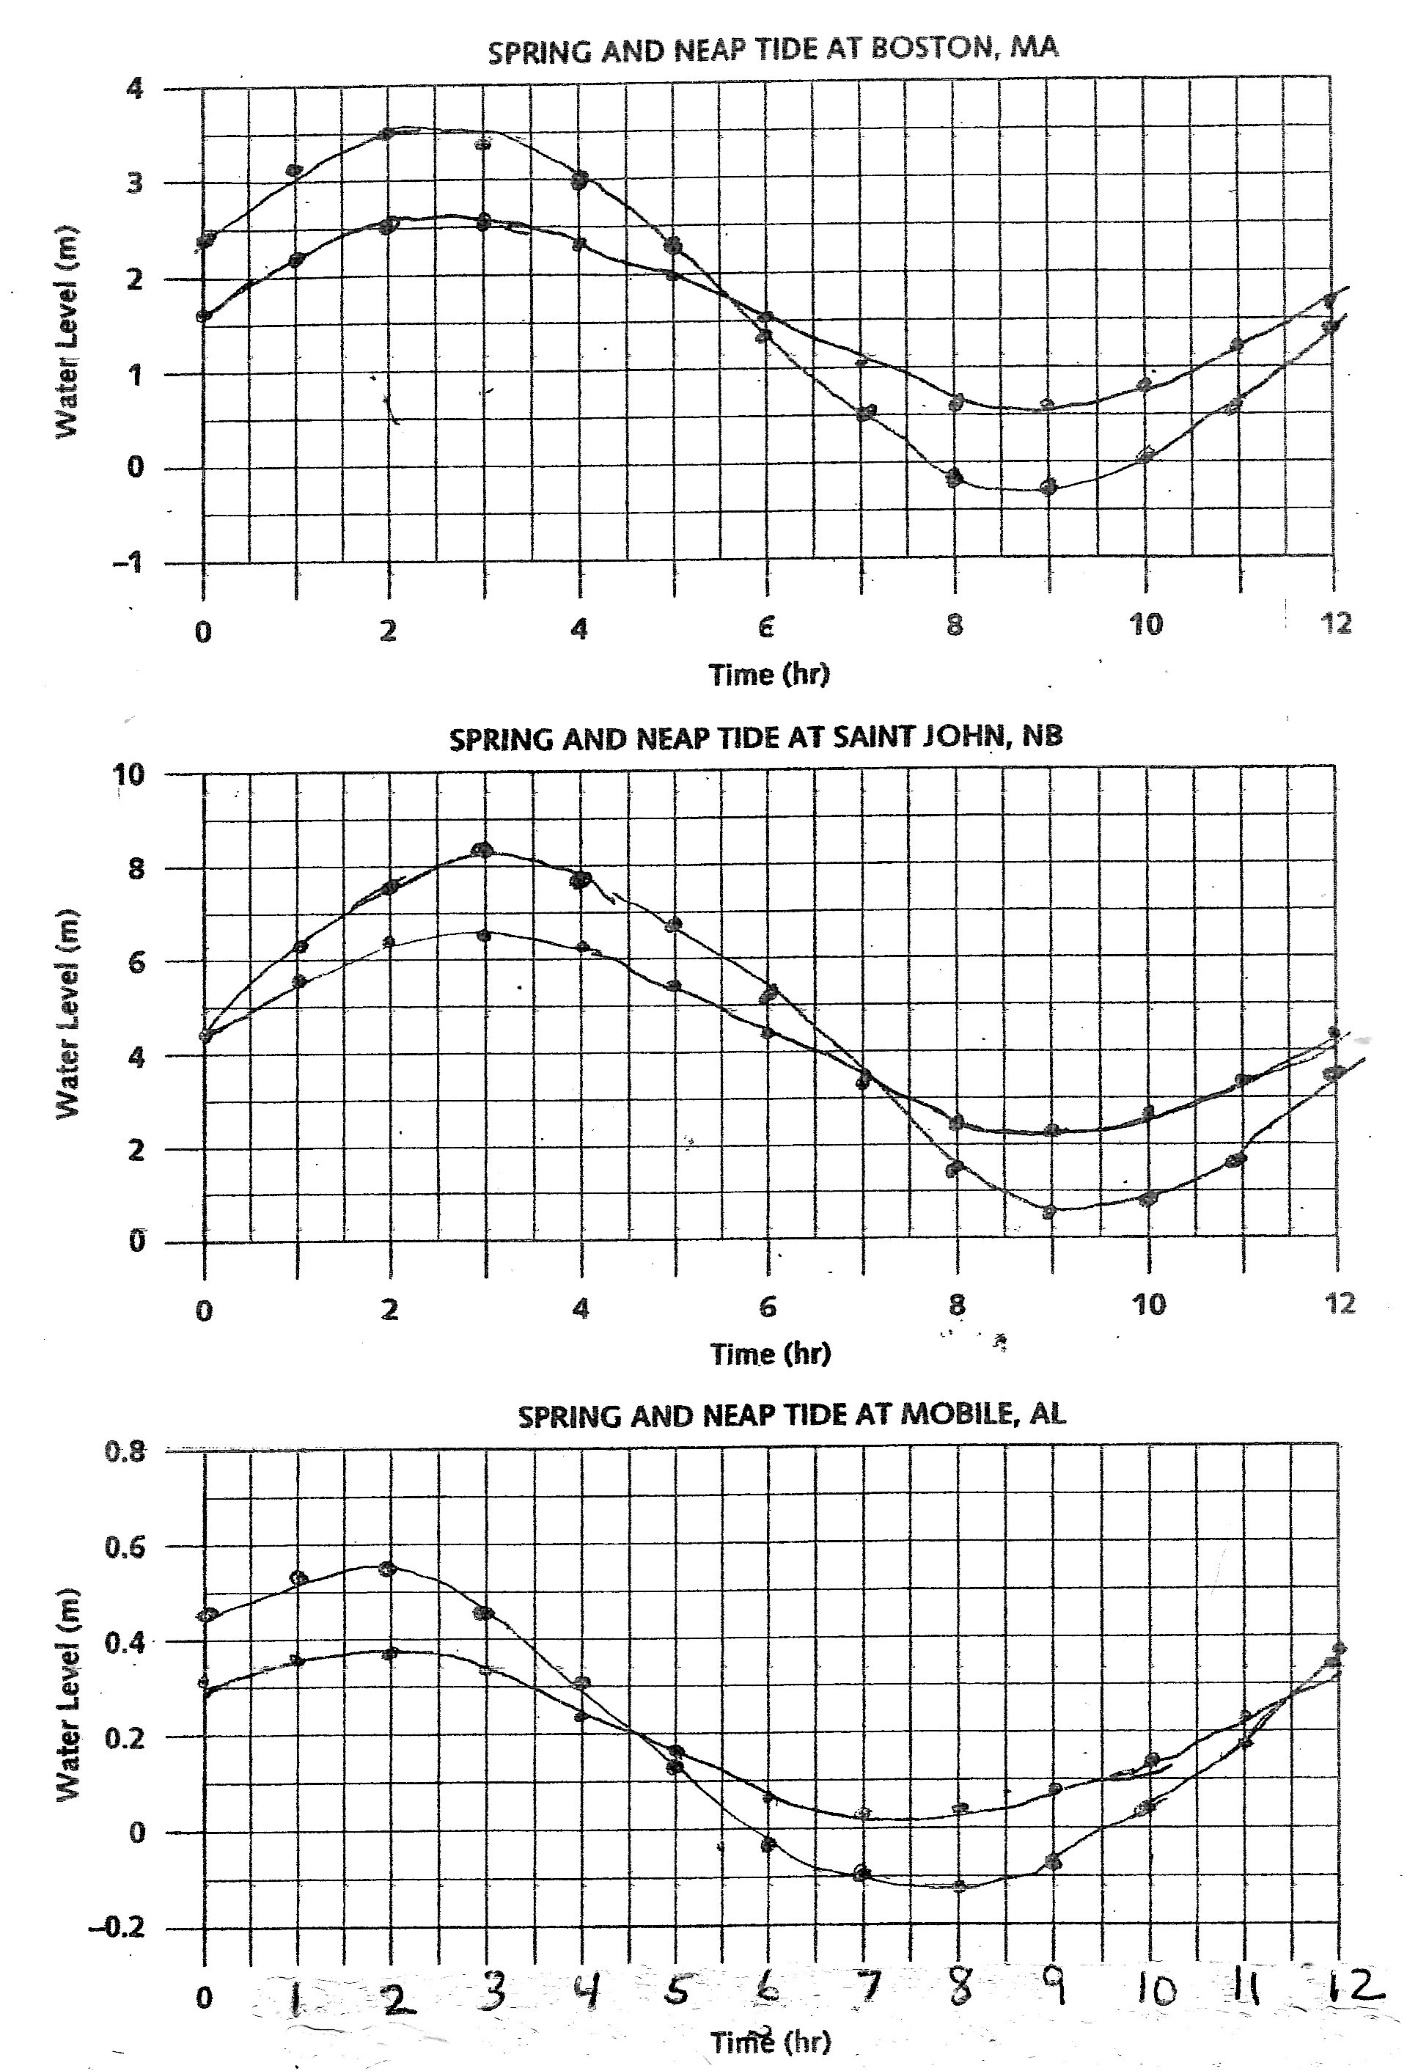 SPRING AND NEAP TIDE AT BOSTON, MA
4
3
2
1
0
-1
Water Level (m)
0 2 4 6 8 10 12
Time (hr)
SPRING AND NEAP TIDE AT SAINT JOHN, NB
10
8
6
4
2
0
Water Level (m)
0 2 4 6 8 10 12
Time (hr)
SPRING AND NEAP TIDE AT MOBILE, AL
0.8
0.6
0.4
0.2
0
-0.2
Water Level (m)
0 1 2 3 4 5 6 7 8 9 10 11 12
Time (hr)